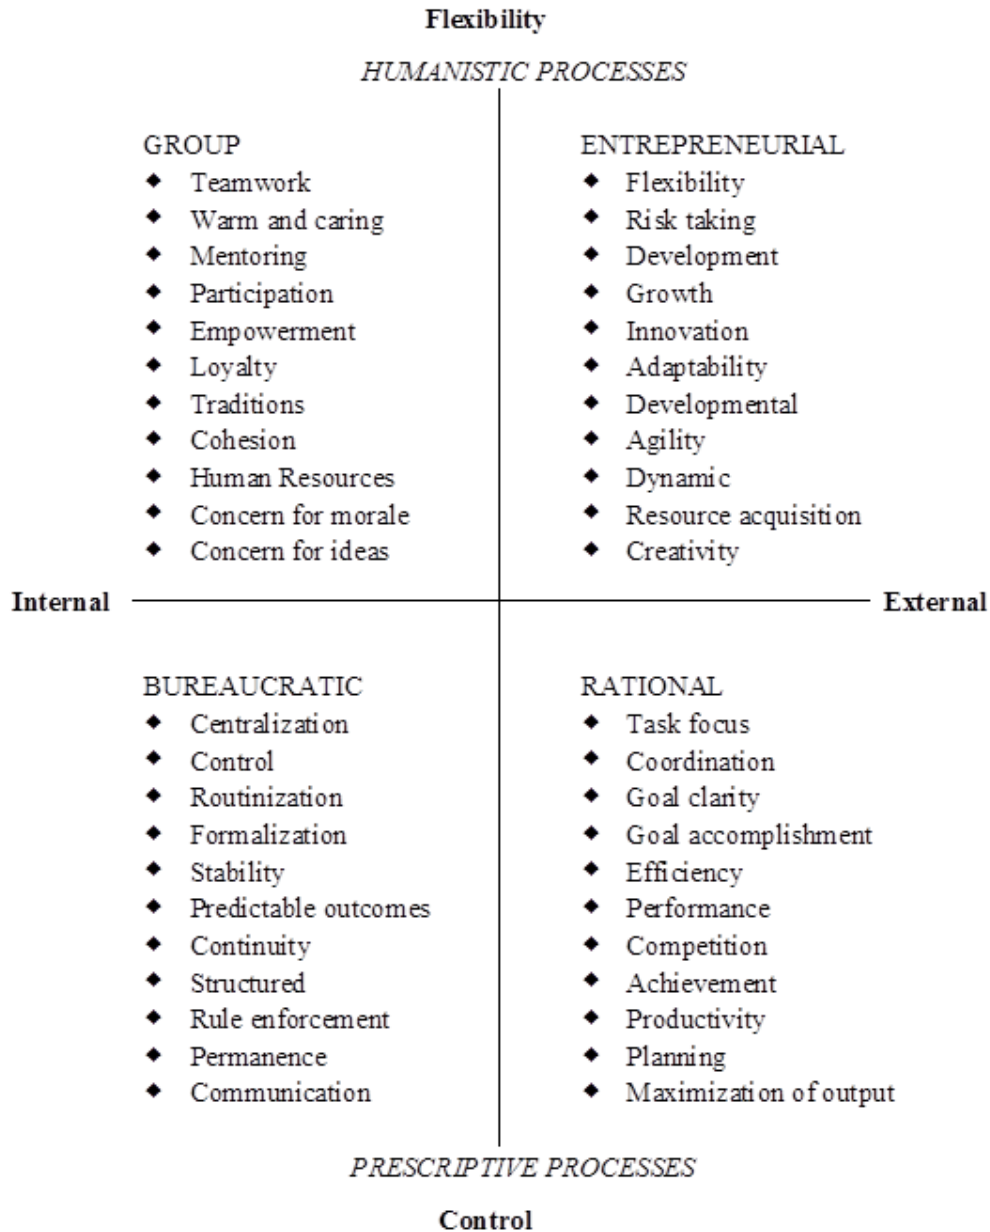 Flexibility
HUMANISTIC PROCESSES
GROUP
◆ Teamwork
◆ Warm and caring
◆ Mentoring
◆ Participation
◆ Empowerment
◆ Loyalty
◆ Traditions
◆ Cohesion
◆ Human Resources
◆ Concern for morale
◆ Concern for ideas
ENTREPRENEURIAL
◆ Flexibility
◆ Risk taking
◆ Development
◆ Growth
◆ Innovation
◆ Adaptability
◆ Developmental
◆ Agility
◆ Dynamic
◆ Resource acquisition
◆ Creativity
Internal
External
BUREAUCRATIC
◆ Centralization
◆ Control
◆ Routinization
◆ Formalization
◆ Stability
◆ Predictable outcomes
◆ Continuity
◆ Structured
◆ Rule enforcement
◆ Permanence
◆ Communication
RATIONAL
◆ Task focus
◆ Coordination
◆ Goal clarity
◆ Goal accomplishment
◆ Efficiency
◆ Performance
◆ Competition
◆ Achievement
◆ Productivity
◆ Planning
◆ Maximization of output
PRESCRIPTIVE PROCESSES
Control